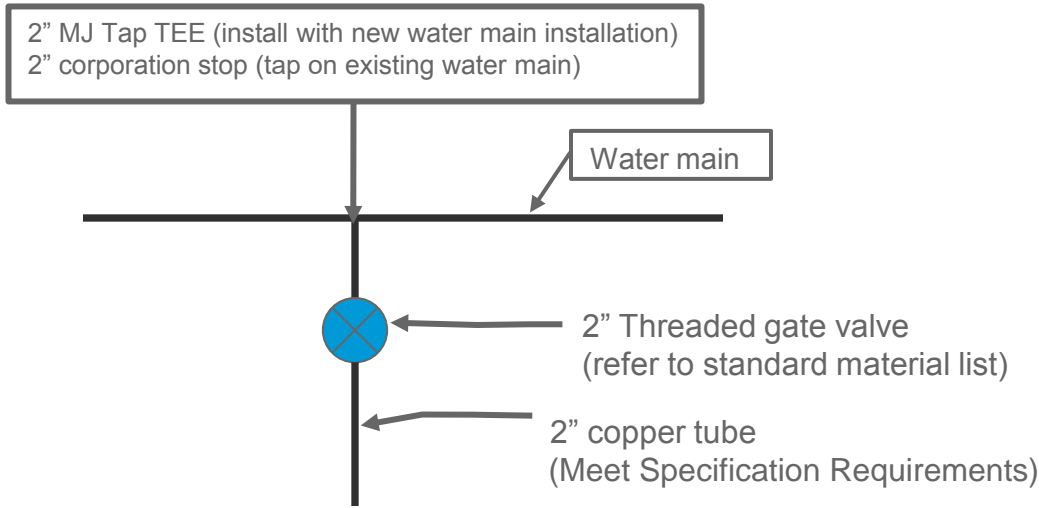 2” MJ Tap TEE (install with new water main installation)
2” corporation stop (tap on existing water main)
Water main
2” Threaded gate valve
(refer to standard material list)
2” copper tube
(Meet Specification Requirements)